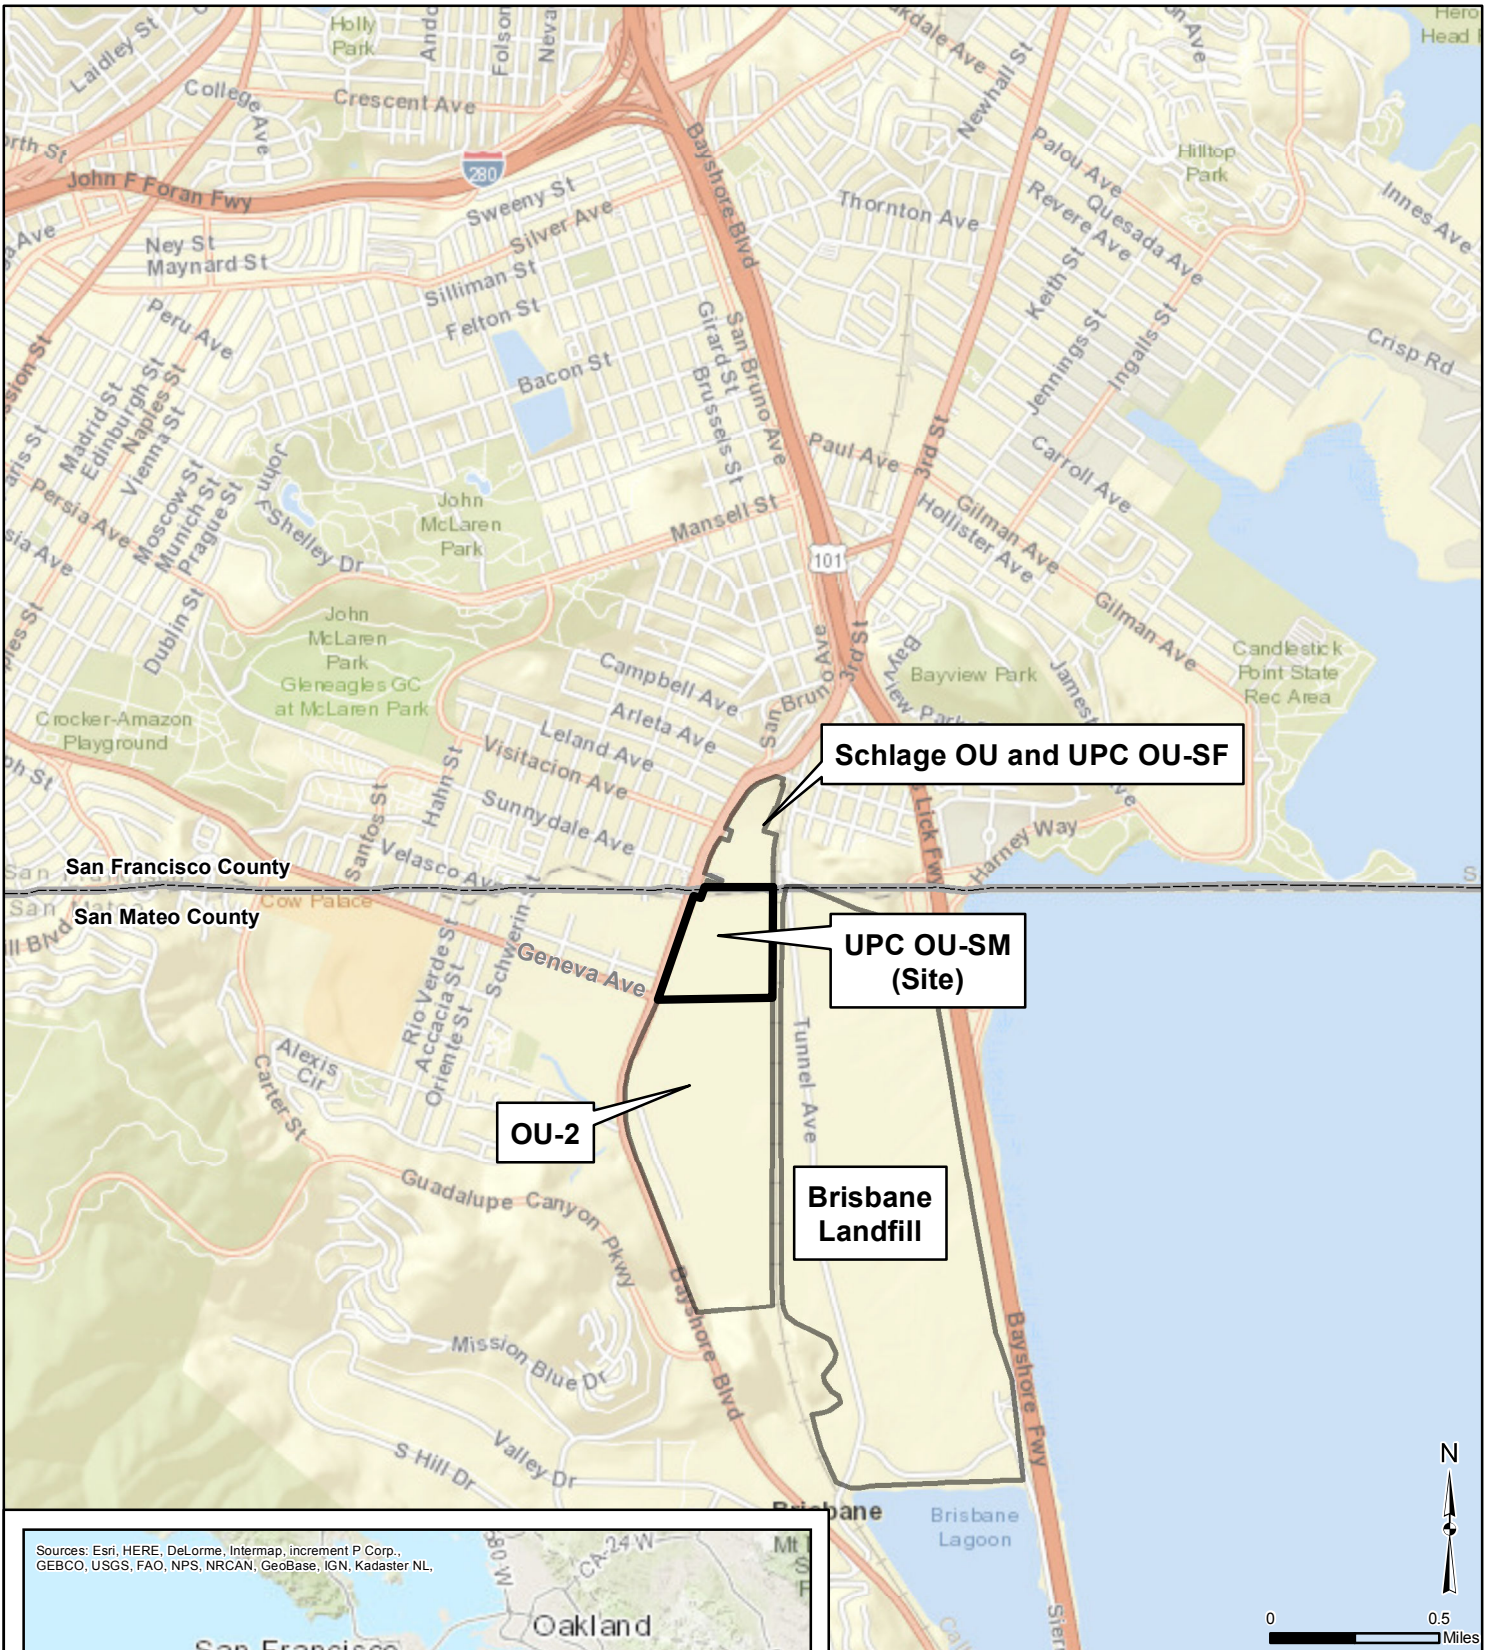 Holly
Park
Laidley St
College Ave
Crescent Ave
Folsom
Bayshore Blvd
Newhall St
Palou Ave
Hilltop
Park
Innes Ave
280
John F Foran Fwy
Sweeny St
Silver Ave
Thornton Ave
Quesada Ave
Revere Ave
Ney St
Maynard St
Silliman St
Felton St
Keith St
Peru Ave
Girard St
San Bruno Ave
Jennings St
Ingalls St
Crisp Rd
Bacon St
Brussels St
Madrid St
Edinburgh St
Naples St
Vienna St
Paul Ave
3rd St
Carroll Ave
Persia Ave
Moscow St
Munich St
Prague St
John F
Shelley Dr
John
McLaren
Park
Mansell St
Gilman Ave
Hollister Ave
101
Dublin St
John
McLaren
Park
Gleneagles GC
at McLaren Park
Gilman Ave
Candlestick
Point State
Rec Area
Campbell Ave
San Bruno Ave
3rd St
Bayview Park
Bayview Park
James
Crocker-Amazon
Playground
Arleta Ave
Leland Ave
Visitacion Ave
Schlage OU and UPC OU-SF
Santos St
Hahn St
Sunnydale Ave
Velasco Av
Lick Fwy
Harney Way
San Francisco County
San Mateo County
Cow Palace
Geneva Ave
Schwerin
UPC OU-SM
(Site)
Rio Verde St
Accacia St
Oriente St
Alexis
Cir
Carter St
Tunnel Ave
OU-2
Guadalupe Canyon Pkwy
Brisbane
Landfill
Bayshore Blvd
Mission Blue Dr
Bayshore Fwy
S Hill Dr
Valley Dr
Brisbane
Brisbane
Lagoon
N
Sources: Esri, HERE, DeLorme, Intermap, increment P Corp.,
GEBCO, USGS, FAO, NPS, NRCAN, GeoBase, IGN, Kadaster NL,
CA-24 W
Oakland
San Francisco
0 0.5
Miles